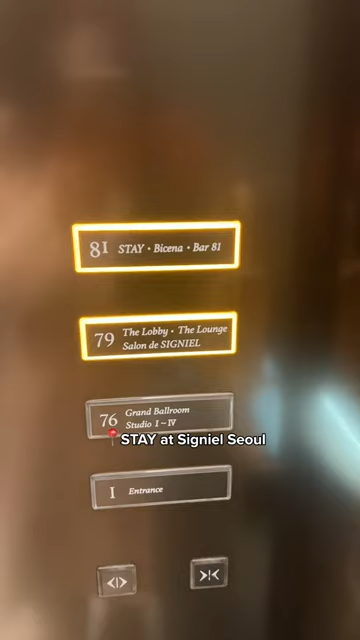 81 STAY • Bicena • Bar 81
79 The Lobby • The Lounge
Salon de SIGNIEL
76 Grand Ballroom
Studio I - IV
📍STAY at Signiel Seoul
1 Entrance